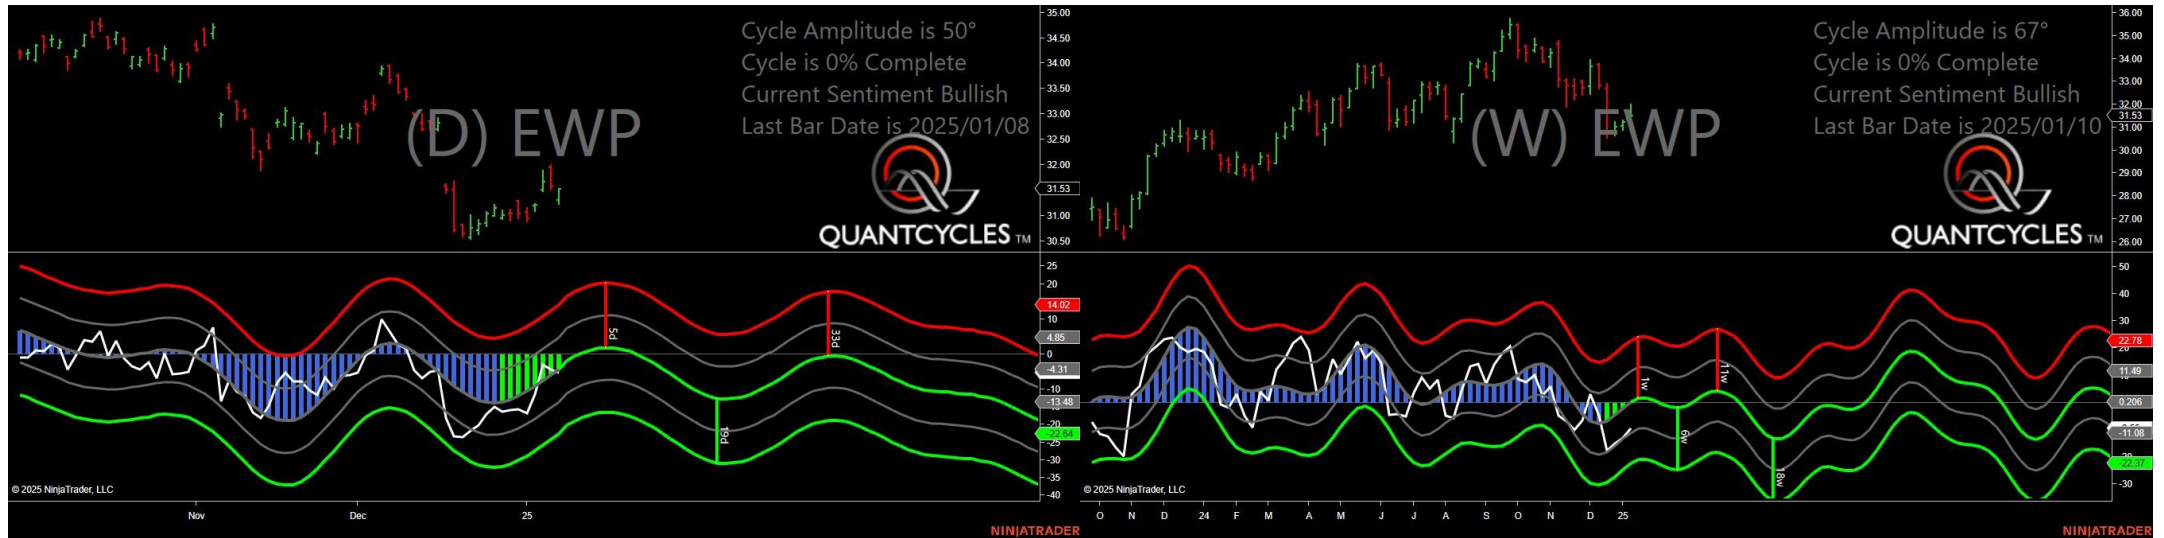 Cycle Amplitude is 50°
Cycle is 0% Complete
Current Sentiment Bullish
Last Bar Date is 2025/01/08
(D) EWP
QUANTCYCLES TM
35.00
34.50
34.00
33.50
33.00
32.50
32.00
31.53
31.00
30.50
25
20
14.02
10
4.85
0
-4.31
-10
-13.48
-20
-22.64
-25
-30
-35
-40
5d
19d
33d
© 2025 NinjaTrader, LLC
Nov
Dec
25
NINJATRADER
Cycle Amplitude is 67°
Cycle is 0% Complete
Current Sentiment Bullish
Last Bar Date is 2025/01/10
(W) EWP
QUANTCYCLES TM
36.00
35.00
34.00
33.00
32.00
31.53
31.00
30.00
29.00
28.00
27.00
26.00
50
40
30
22.78
11.49
0.206
-11.08
-22.37
-30
1w
6w
11w
18w
© 2025 NinjaTrader, LLC
O N D 24 F M A M J J A S O N D 25
NINJATRADER